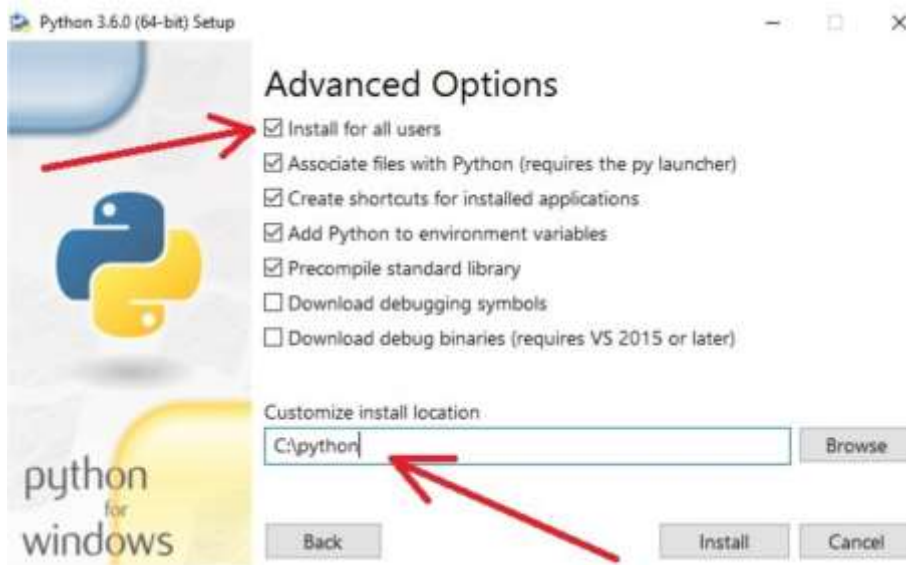 Python 3.6.0 (64-bit) Setup
Advanced Options
Install for all users
Associate files with Python (requires the py launcher)
Create shortcuts for installed applications
Add Python to environment variables
Precompile standard library
Download debugging symbols
Download debug binaries (requires VS 2015 or later)
Customize install location
C:\python
Browse
python
for
windows
Back
Install
Cancel